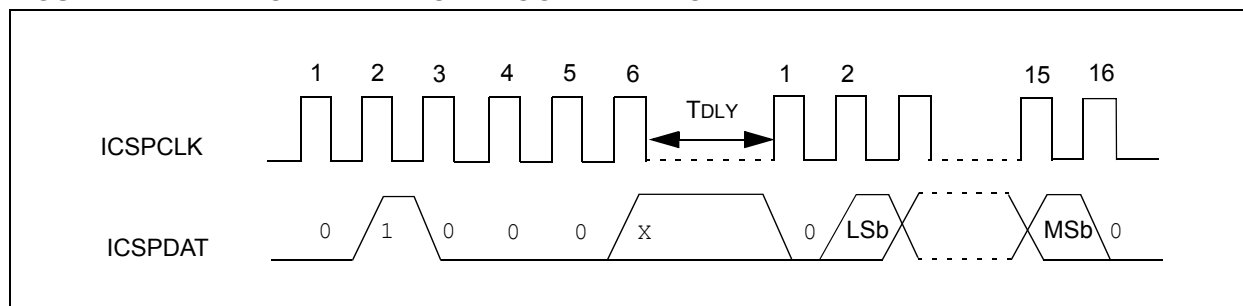 1 2 3 4 5 6 1 2 15 16
TDLY
ICSPCLK
0 1 0 0 0 X 0 LSb MSb 0
ICSPDAT